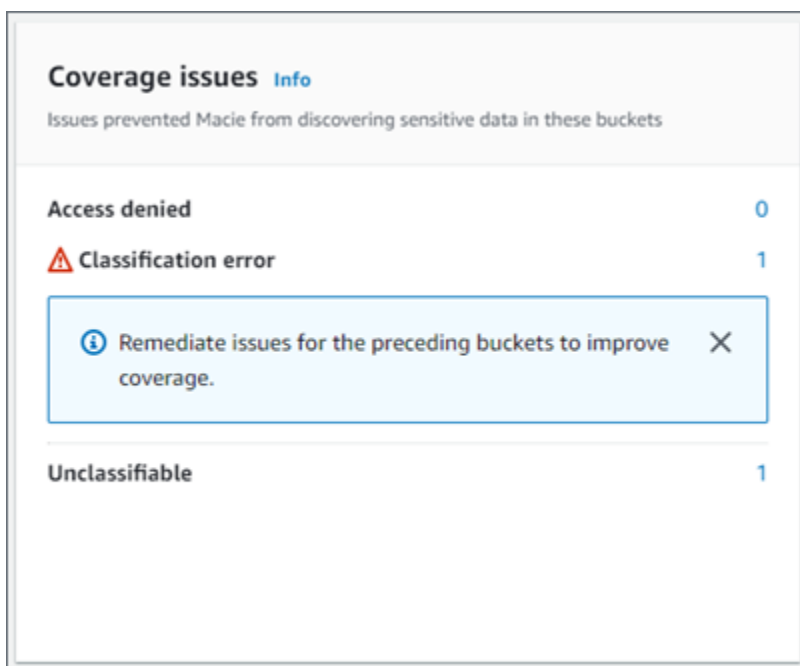 Coverage issues Info
Issues prevented Macie from discovering sensitive data in these buckets
Access denied 0
Classification error 1
Remediate issues for the preceding buckets to improve
coverage.
Unclassifiable 1